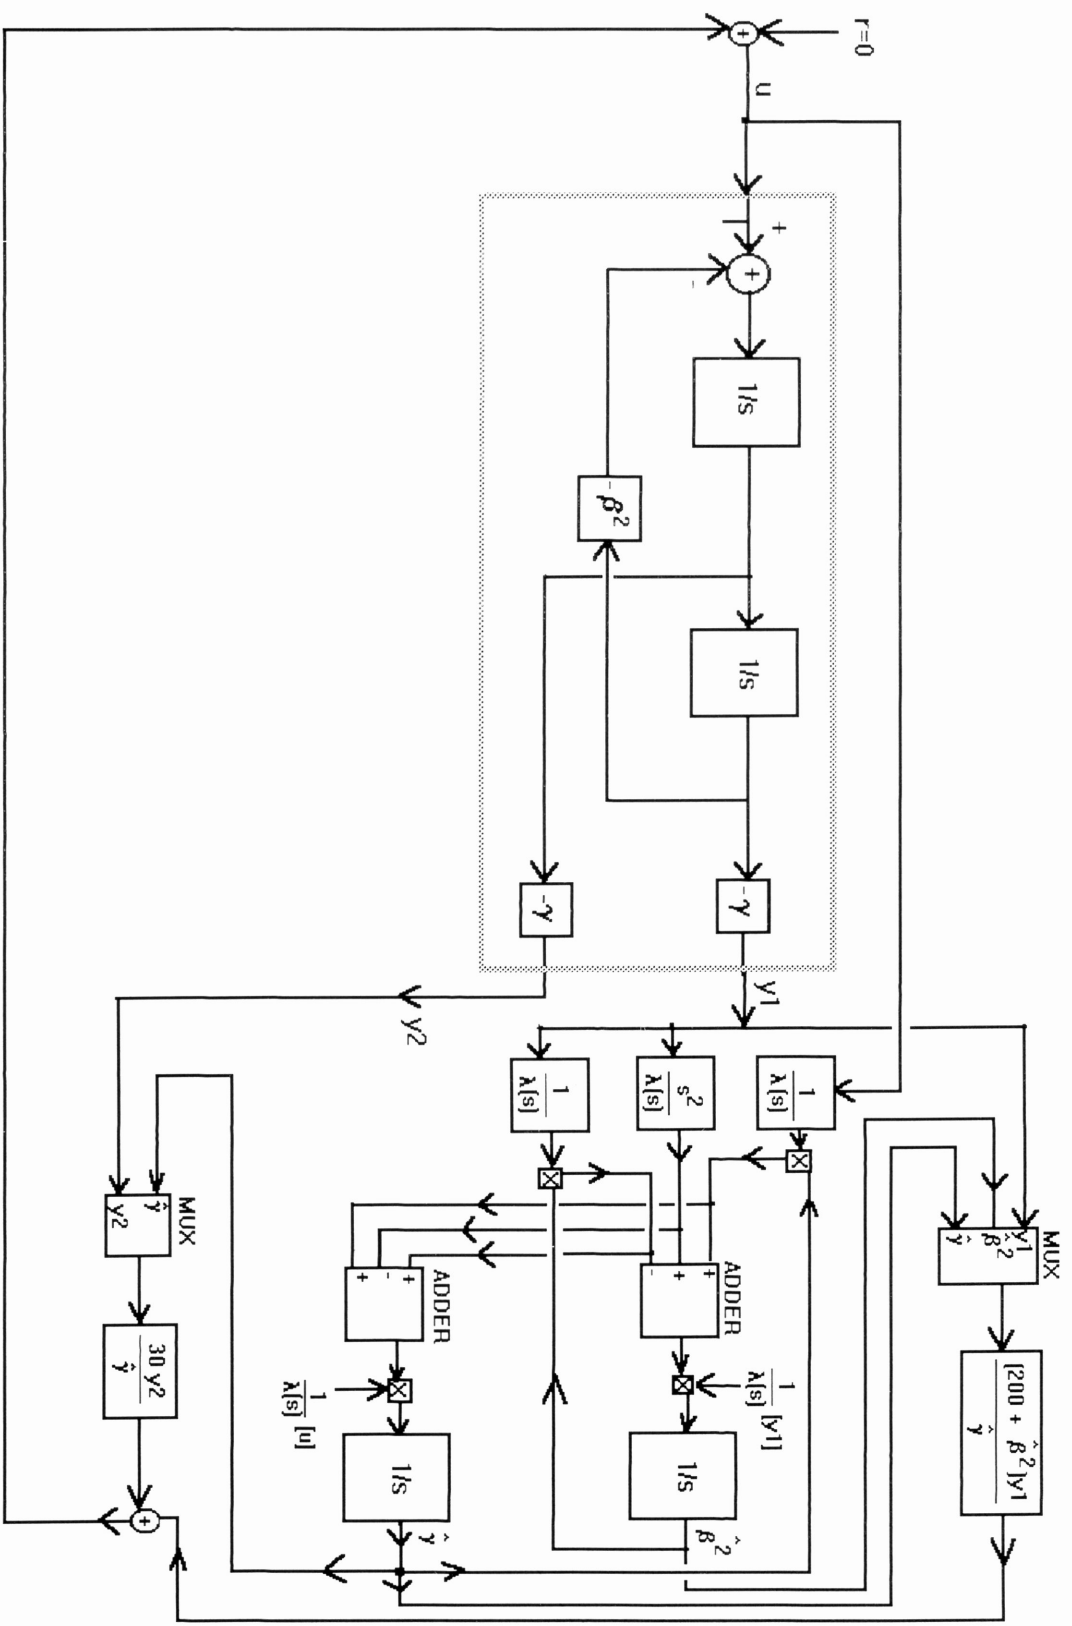 r=0
+
u
+
-
+
1/s
-β²
1/s
-γ
-γ
y1
y2
1
λ(s)
s²
λ(s)
1
λ(s)
MUX
y1
β̂²
γ̂
(200 + β̂²)y1
γ̂
ADDER
+
+
-
1
λ(s) [y1]
1/s
β̂²
ADDER
+
-
+
1
λ(s) [u]
1/s
γ̂
MUX
γ̂
y2
30 y2
γ̂
+